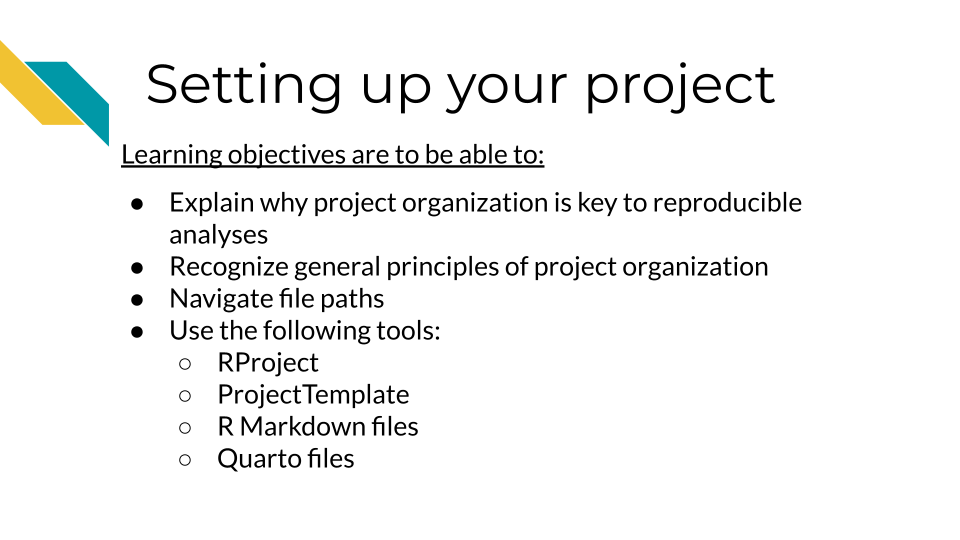 Setting up your project
Learning objectives are to be able to:
● Explain why project organization is key to reproducible
analyses
● Recognize general principles of project organization
● Navigate file paths
● Use the following tools:
○ RProject
○ ProjectTemplate
○ R Markdown files
○ Quarto files